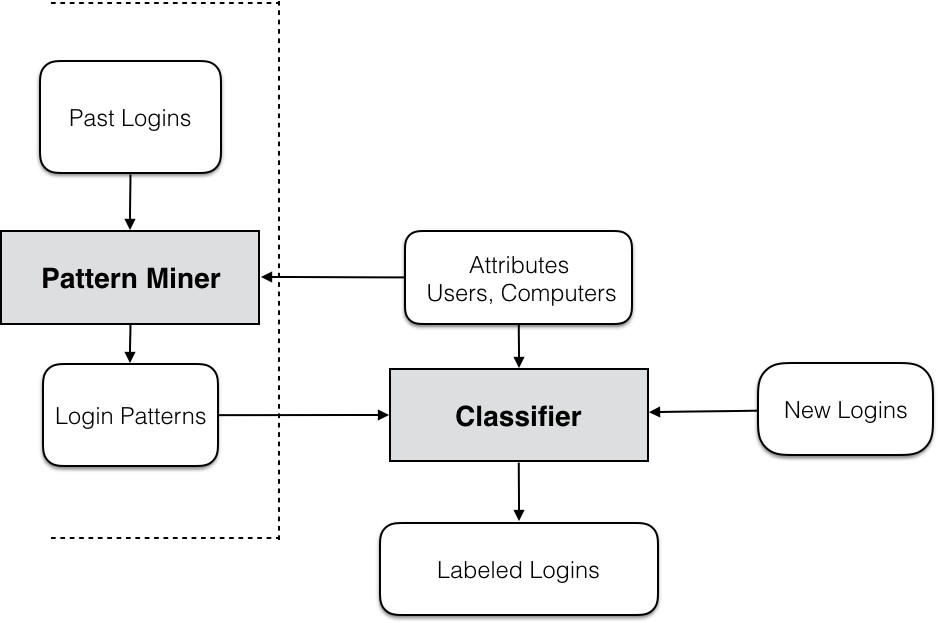 Past Logins
Pattern Miner
Attributes
Users, Computers
Login Patterns
Classifier
New Logins
Labeled Logins